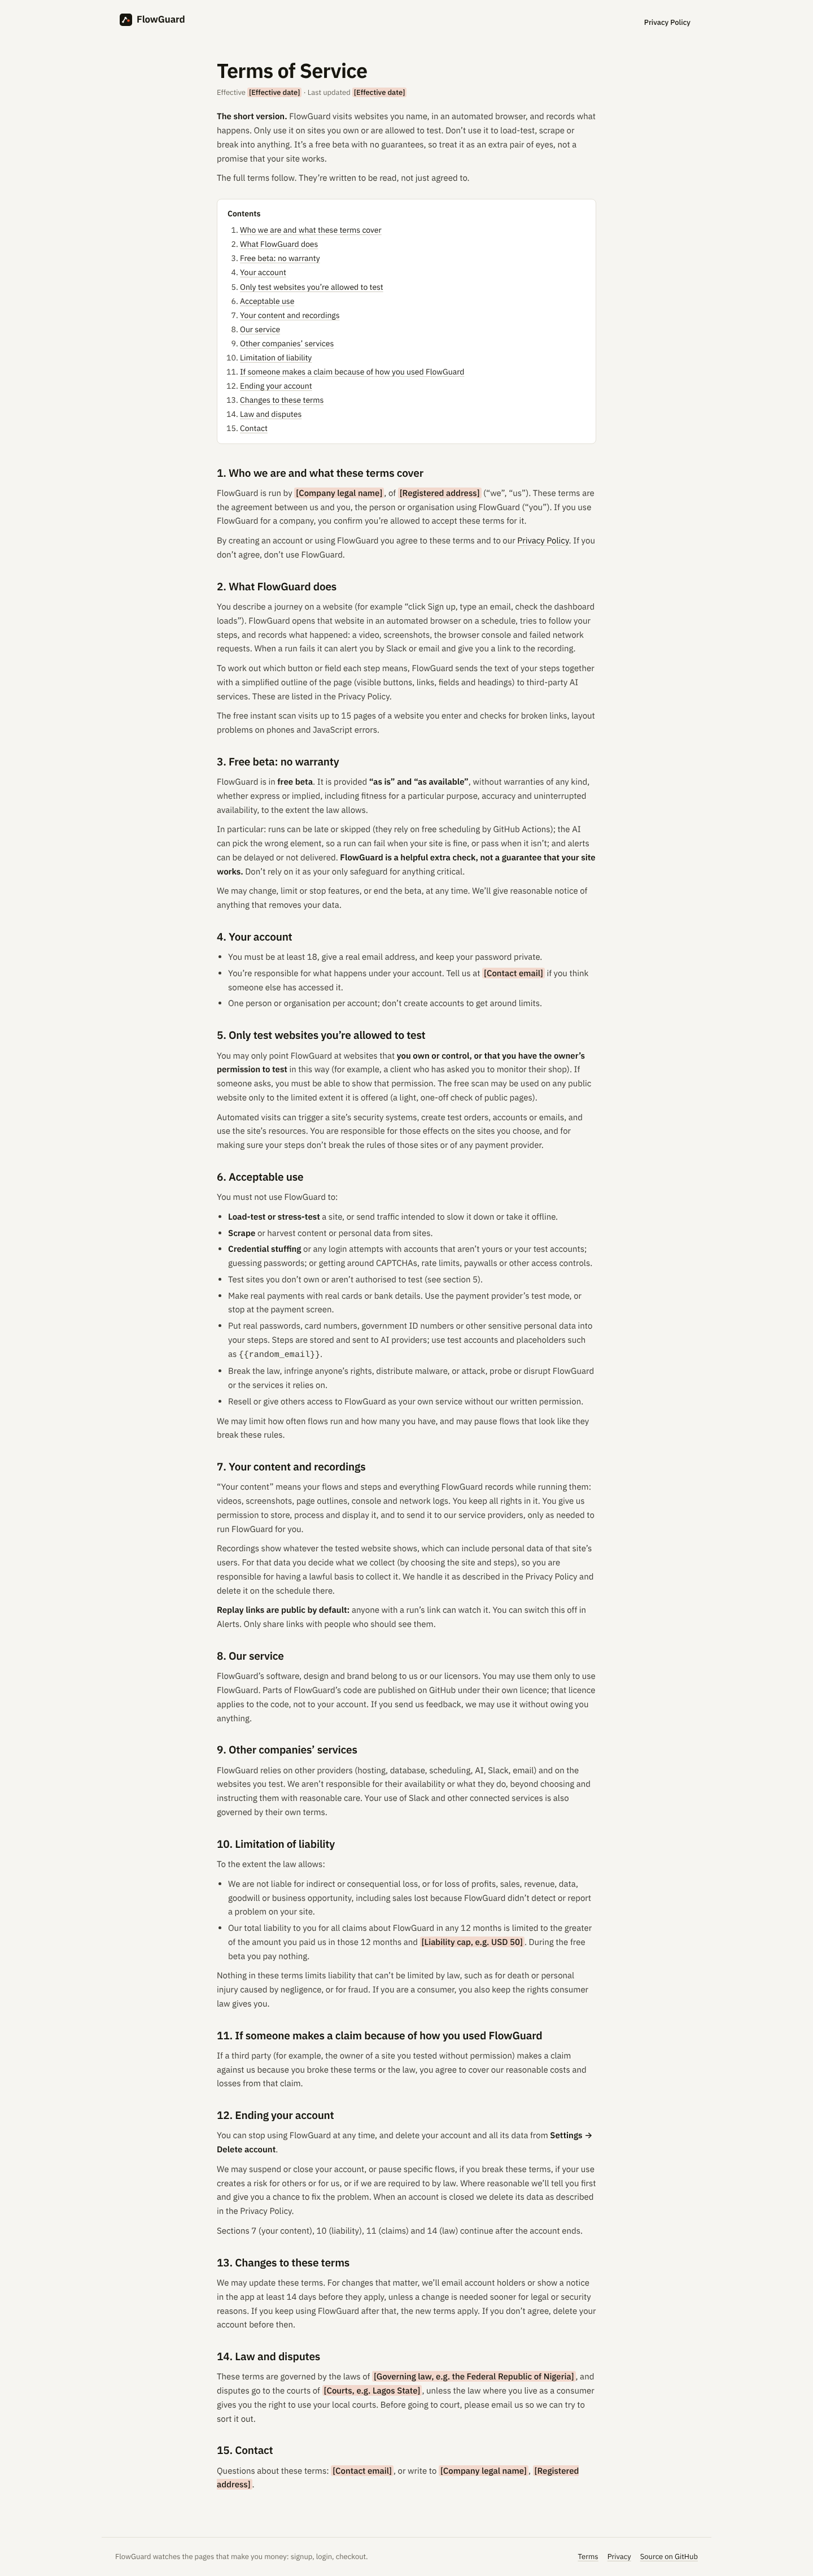 FlowGuard
Privacy Policy
Terms of Service
Effective [Effective date] · Last updated [Effective date]
The short version. FlowGuard visits websites you name, in an automated browser, and records what
happens. Only use it on sites you own or are allowed to test. Don’t use it to load-test, scrape or
break into anything. It’s a free beta with no guarantees, so treat it as an extra pair of eyes, not a
promise that your site works.
The full terms follow. They’re written to be read, not just agreed to.
Contents
1. Who we are and what these terms cover
2. What FlowGuard does
3. Free beta: no warranty
4. Your account
5. Only test websites you’re allowed to test
6. Acceptable use
7. Your content and recordings
8. Our service
9. Other companies’ services
10. Limitation of liability
11. If someone makes a claim because of how you used FlowGuard
12. Ending your account
13. Changes to these terms
14. Law and disputes
15. Contact
1. Who we are and what these terms cover
FlowGuard is run by [Company legal name], of [Registered address] (“we”, “us”). These terms are
the agreement between us and you, the person or organisation using FlowGuard (“you”). If you use
FlowGuard for a company, you confirm you’re allowed to accept these terms for it.
By creating an account or using FlowGuard you agree to these terms and to our Privacy Policy. If you
don’t agree, don’t use FlowGuard.
2. What FlowGuard does
You describe a journey on a website (for example “click Sign up, type an email, check the dashboard
loads”). FlowGuard opens that website in an automated browser on a schedule, tries to follow your
steps, and records what happened: a video, screenshots, the browser console and failed network
requests. When a run fails it can alert you by Slack or email and give you a link to the recording.
To work out which button or field each step means, FlowGuard sends the text of your steps together
with a simplified outline of the page (visible buttons, links, fields and headings) to third-party AI
services. These are listed in the Privacy Policy.
The free instant scan visits up to 15 pages of a website you enter and checks for broken links, layout
problems on phones and JavaScript errors.
3. Free beta: no warranty
FlowGuard is in free beta. It is provided “as is” and “as available”, without warranties of any kind,
whether express or implied, including fitness for a particular purpose, accuracy and uninterrupted
availability, to the extent the law allows.
In particular: runs can be late or skipped (they rely on free scheduling by GitHub Actions); the AI
can pick the wrong element, so a run can fail when your site is fine, or pass when it isn’t; and alerts
can be delayed or not delivered. FlowGuard is a helpful extra check, not a guarantee that your site
works. Don’t rely on it as your only safeguard for anything critical.
We may change, limit or stop features, or end the beta, at any time. We’ll give reasonable notice of
anything that removes your data.
4. Your account
• You must be at least 18, give a real email address, and keep your password private.
• You’re responsible for what happens under your account. Tell us at [Contact email] if you think
someone else has accessed it.
• One person or organisation per account; don’t create accounts to get around limits.
5. Only test websites you’re allowed to test
You may only point FlowGuard at websites that you own or control, or that you have the owner’s
permission to test in this way (for example, a client who has asked you to monitor their shop). If
someone asks, you must be able to show that permission. The free scan may be used on any public
website only to the limited extent it is offered (a light, one-off check of public pages).
Automated visits can trigger a site’s security systems, create test orders, accounts or emails, and
use the site’s resources. You are responsible for those effects on the sites you choose, and for
making sure your steps don’t break the rules of those sites or of any payment provider.
6. Acceptable use
You must not use FlowGuard to:
• Load-test or stress-test a site, or send traffic intended to slow it down or take it offline.
• Scrape or harvest content or personal data from sites.
• Credential stuffing or any login attempts with accounts that aren’t yours or your test accounts;
guessing passwords; or getting around CAPTCHAs, rate limits, paywalls or other access controls.
• Test sites you don’t own or aren’t authorised to test (see section 5).
• Make real payments with real cards or bank details. Use the payment provider’s test mode, or
stop at the payment screen.
• Put real passwords, card numbers, government ID numbers or other sensitive personal data into
your steps. Steps are stored and sent to AI providers; use test accounts and placeholders such
as {{random_email}}.
• Break the law, infringe anyone’s rights, distribute malware, or attack, probe or disrupt FlowGuard
or the services it relies on.
• Resell or give others access to FlowGuard as your own service without our written permission.
We may limit how often flows run and how many you have, and may pause flows that look like they
break these rules.
7. Your content and recordings
“Your content” means your flows and steps and everything FlowGuard records while running them:
videos, screenshots, page outlines, console and network logs. You keep all rights in it. You give us
permission to store, process and display it, and to send it to our service providers, only as needed to
run FlowGuard for you.
Recordings show whatever the tested website shows, which can include personal data of that site’s
users. For that data you decide what we collect (by choosing the site and steps), so you are
responsible for having a lawful basis to collect it. We handle it as described in the Privacy Policy and
delete it on the schedule there.
Replay links are public by default: anyone with a run’s link can watch it. You can switch this off in
Alerts. Only share links with people who should see them.
8. Our service
FlowGuard’s software, design and brand belong to us or our licensors. You may use them only to use
FlowGuard. Parts of FlowGuard’s code are published on GitHub under their own licence; that licence
applies to the code, not to your account. If you send us feedback, we may use it without owing you
anything.
9. Other companies’ services
FlowGuard relies on other providers (hosting, database, scheduling, AI, Slack, email) and on the
websites you test. We aren’t responsible for their availability or what they do, beyond choosing and
instructing them with reasonable care. Your use of Slack and other connected services is also
governed by their own terms.
10. Limitation of liability
To the extent the law allows:
• We are not liable for indirect or consequential loss, or for loss of profits, sales, revenue, data,
goodwill or business opportunity, including sales lost because FlowGuard didn’t detect or report
a problem on your site.
• Our total liability to you for all claims about FlowGuard in any 12 months is limited to the greater
of the amount you paid us in those 12 months and [Liability cap, e.g. USD 50]. During the free
beta you pay nothing.
Nothing in these terms limits liability that can’t be limited by law, such as for death or personal
injury caused by negligence, or for fraud. If you are a consumer, you also keep the rights consumer
law gives you.
11. If someone makes a claim because of how you used FlowGuard
If a third party (for example, the owner of a site you tested without permission) makes a claim
against us because you broke these terms or the law, you agree to cover our reasonable costs and
losses from that claim.
12. Ending your account
You can stop using FlowGuard at any time, and delete your account and all its data from Settings →
Delete account.
We may suspend or close your account, or pause specific flows, if you break these terms, if your use
creates a risk for others or for us, or if we are required to by law. Where reasonable we’ll tell you first
and give you a chance to fix the problem. When an account is closed we delete its data as described
in the Privacy Policy.
Sections 7 (your content), 10 (liability), 11 (claims) and 14 (law) continue after the account ends.
13. Changes to these terms
We may update these terms. For changes that matter, we’ll email account holders or show a notice
in the app at least 14 days before they apply, unless a change is needed sooner for legal or security
reasons. If you keep using FlowGuard after that, the new terms apply. If you don’t agree, delete your
account before then.
14. Law and disputes
These terms are governed by the laws of [Governing law, e.g. the Federal Republic of Nigeria], and
disputes go to the courts of [Courts, e.g. Lagos State], unless the law where you live as a consumer
gives you the right to use your local courts. Before going to court, please email us so we can try to
sort it out.
15. Contact
Questions about these terms: [Contact email], or write to [Company legal name], [Registered
address].
FlowGuard watches the pages that make you money: signup, login, checkout.
Terms Privacy Source on GitHub